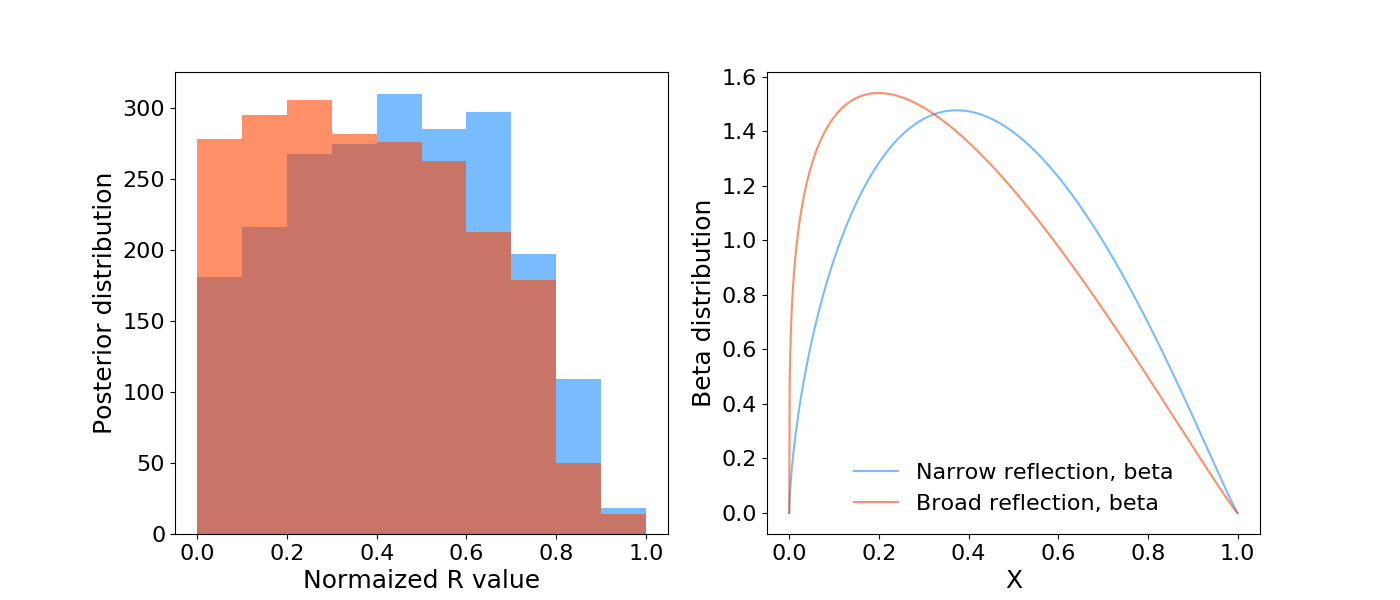 Posterior distribution
300
250
200
150
100
50
0
0.0 0.2 0.4 0.6 0.8 1.0
Normaized R value
Beta distribution
1.6
1.4
1.2
1.0
0.8
0.6
0.4
0.2
0.0
Narrow reflection, beta
Broad reflection, beta
0.0 0.2 0.4 0.6 0.8 1.0
X